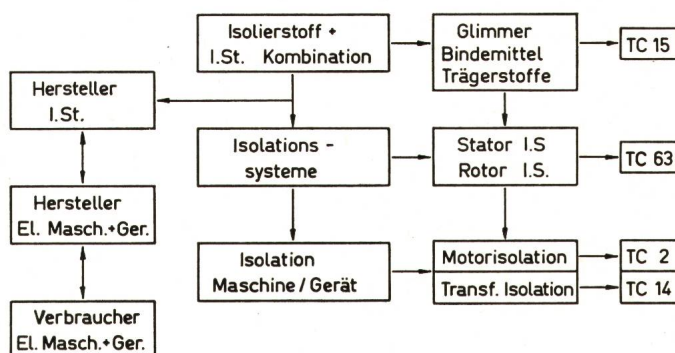 Isolierstoff +
I.St. Kombination
Glimmer
Bindemittel
Trägerstoffe
TC 15
Hersteller
I.St.
Isolations -
systeme
Stator I.S
Rotor I.S.
TC 63
Hersteller
El. Masch.+Ger.
Isolation
Maschine / Gerät
Motorisolation
Transf. Isolation
TC 2
TC 14
Verbraucher
El. Masch.+Ger.